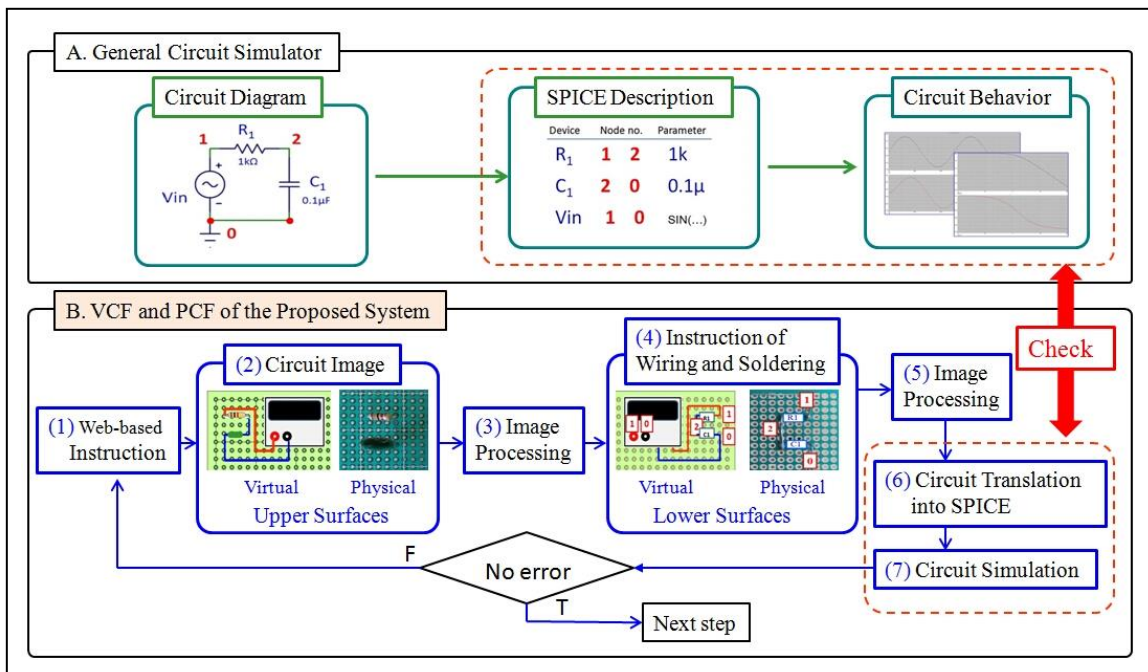 A. General Circuit Simulator
Circuit Diagram
1
R1
2
1kΩ
+
Vin
-
C1
0.1μF
0
SPICE Description
Device Node no. Parameter
R1 1 2 1k
C1 2 0 0.1μ
Vin 1 0 SIN(...)
Circuit Behavior
B. VCF and PCF of the Proposed System
Check
(1) Web-based
Instruction
(2) Circuit Image
Virtual Physical
Upper Surfaces
(3) Image
Processing
(4) Instruction of
Wiring and Soldering
1 0
2
R1
C1
1
0
1
R1
2
C1
0
Virtual Physical
Lower Surfaces
(5) Image
Processing
(6) Circuit Translation
into SPICE
(7) Circuit Simulation
No error
F
T
Next step